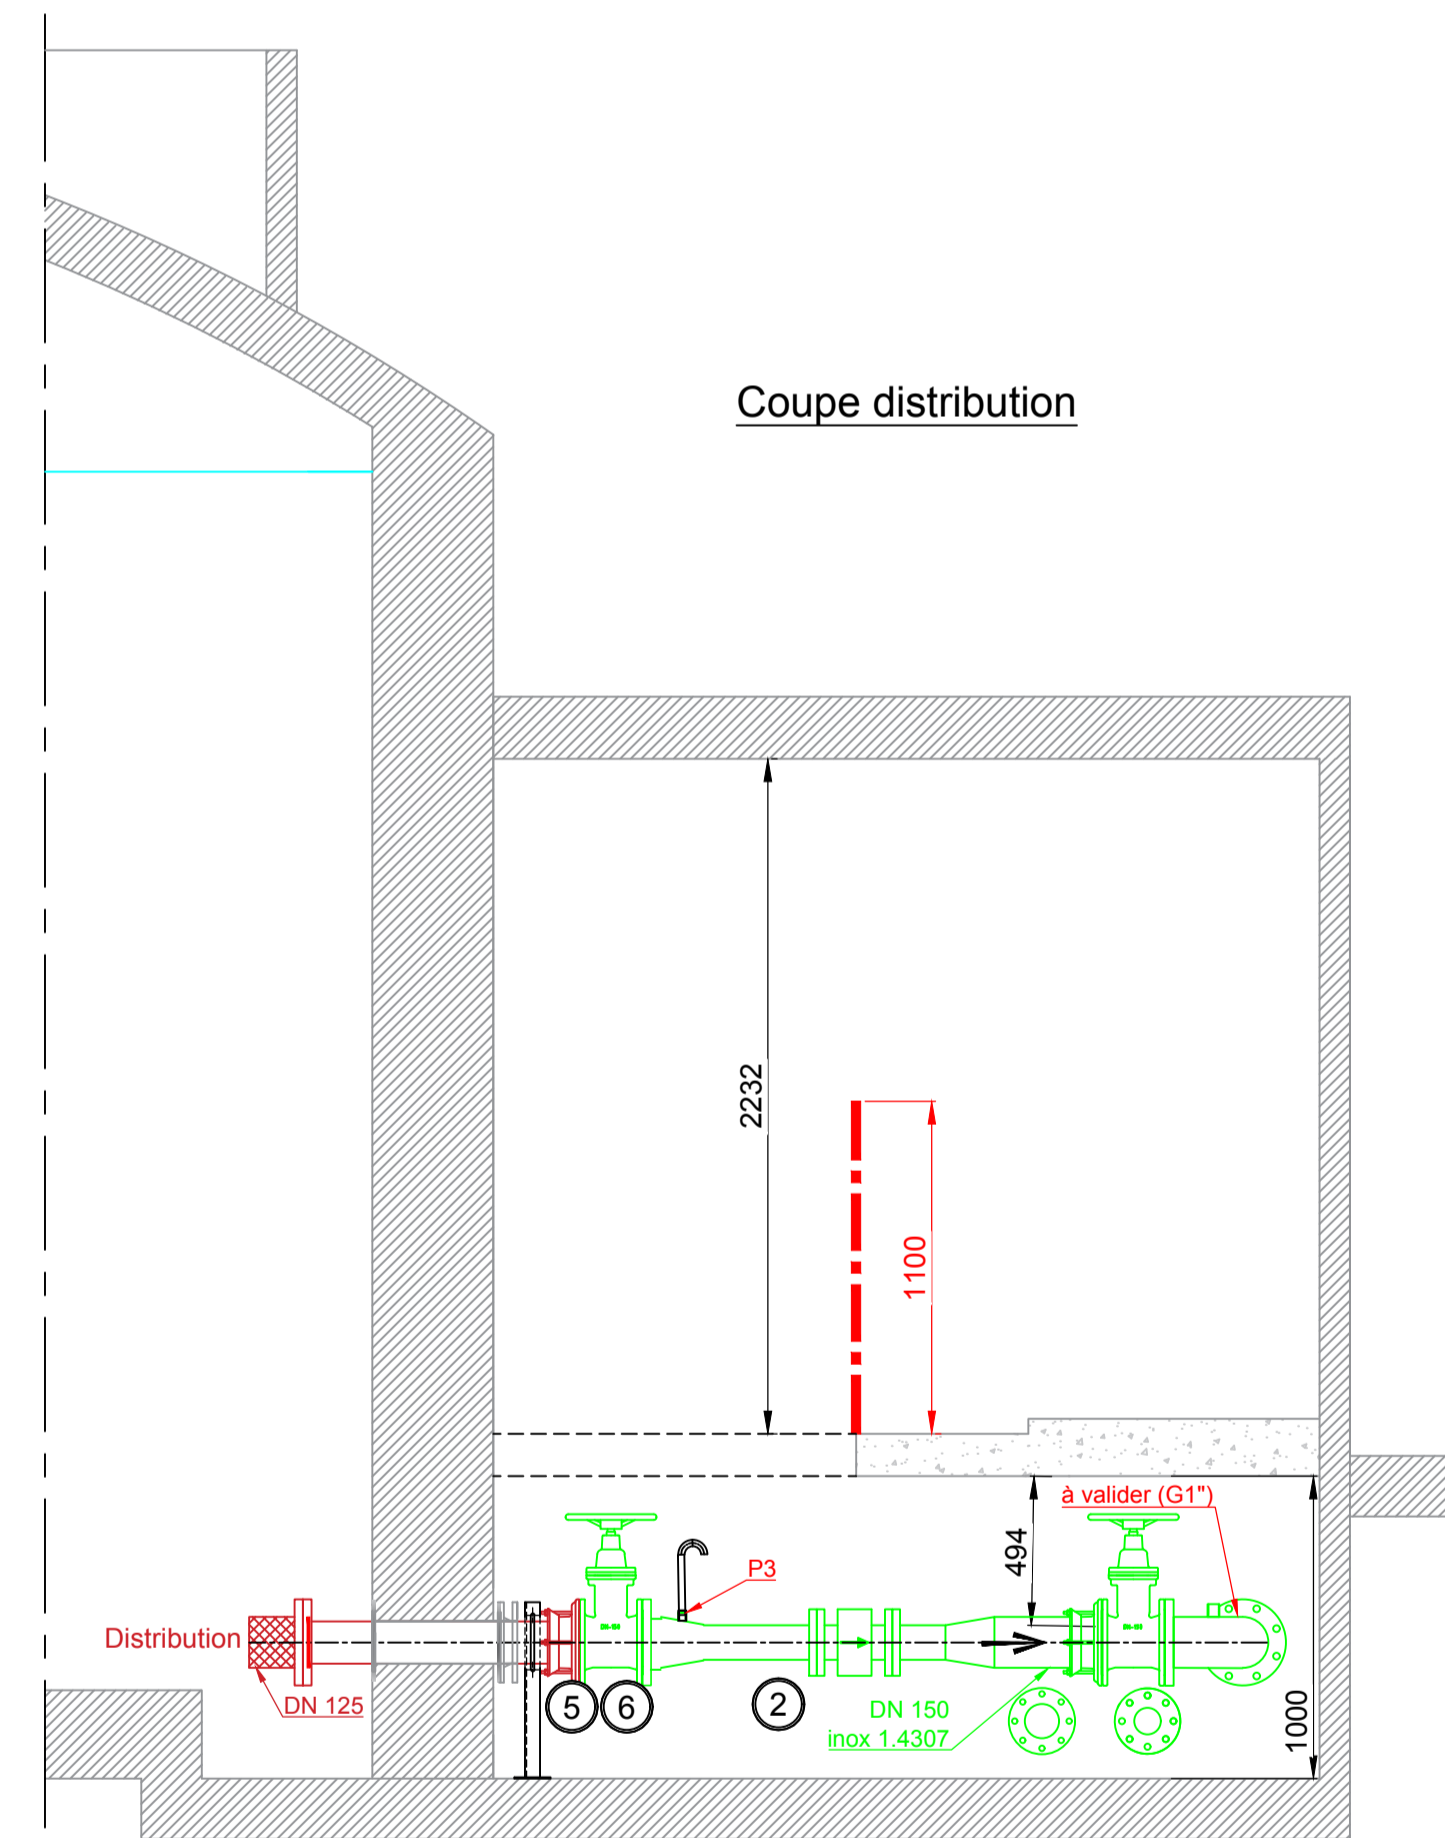 Coupe distribution
2232
1100
à valider (G1")
494
P3
Distribution
DN 125
5
6
2
DN 150
inox 1.4307
1000